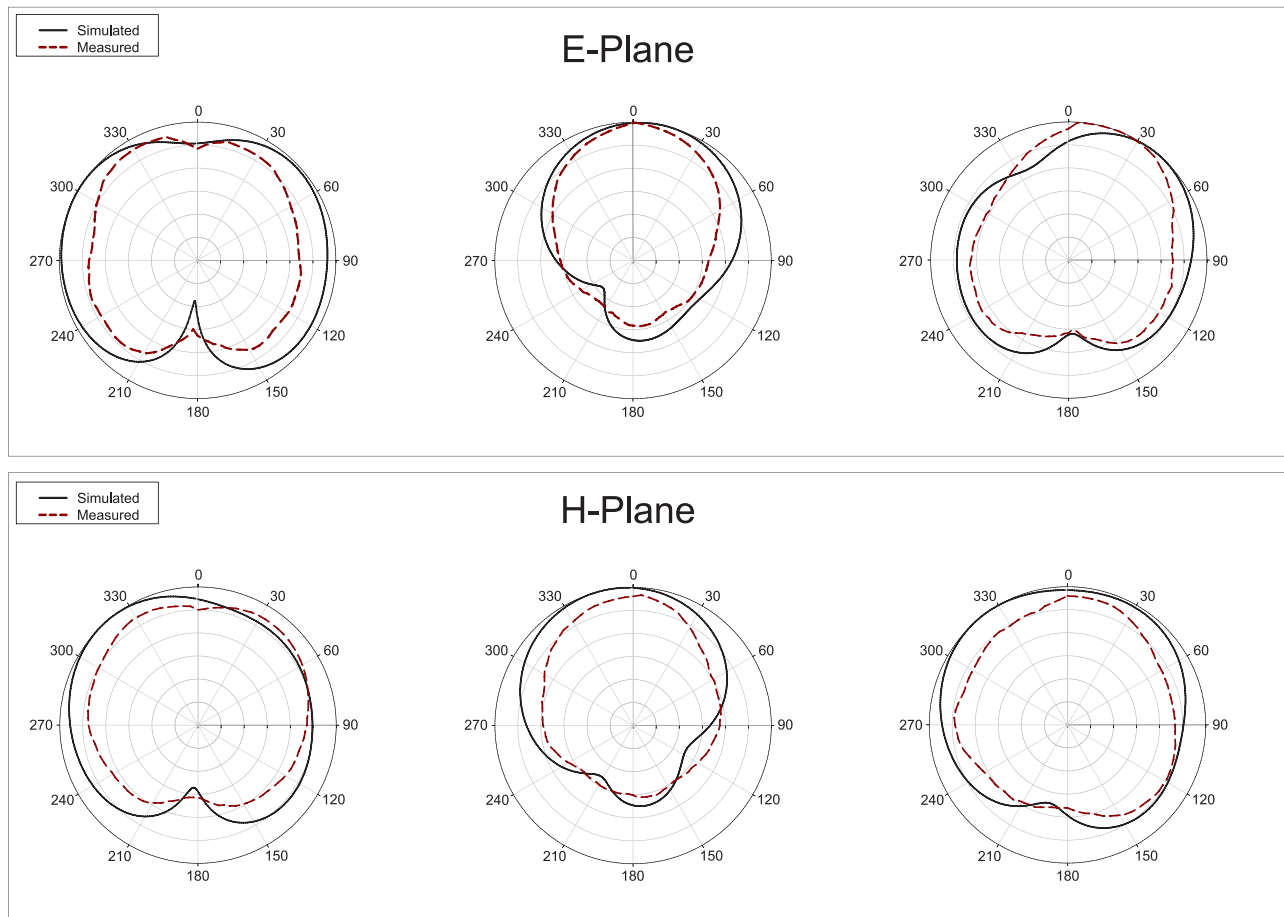 Simulated
Measured
E-Plane
0 0 0
330 30 330 30 330 30
300 60 300 60 300 60
270 90 270 90 270 90
240 120 240 120 240 120
210 150 210 150 210 150
180 180 180
Simulated
Measured
H-Plane
0 0 0
330 30 330 30 330 30
300 60 300 60 300 60
270 90 270 90 270 90
240 120 240 120 240 120
210 150 210 150 210 150
180 180 180